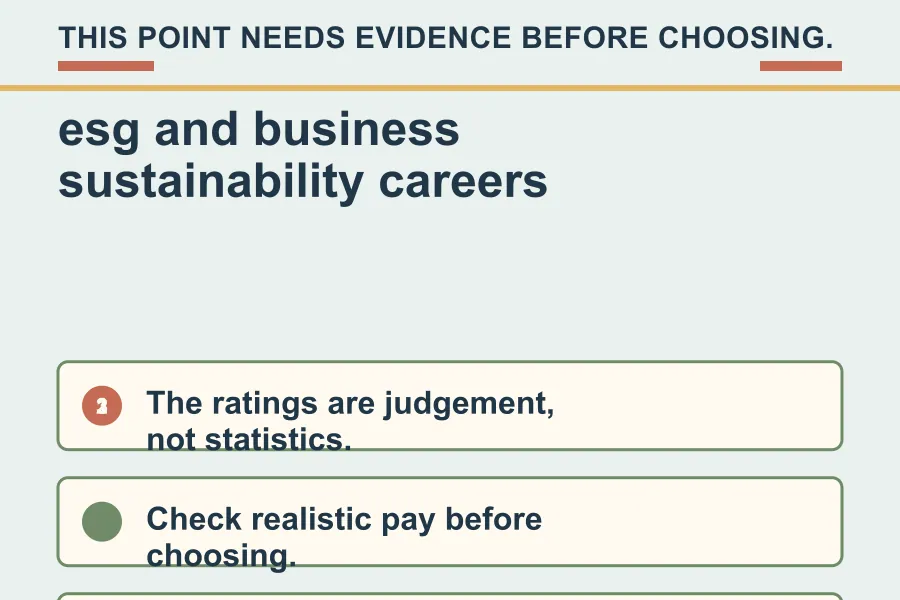 THIS POINT NEEDS EVIDENCE BEFORE CHOOSING.
esg and business
sustainability careers
The ratings are judgement,
not statistics.
Check realistic pay before
choosing.